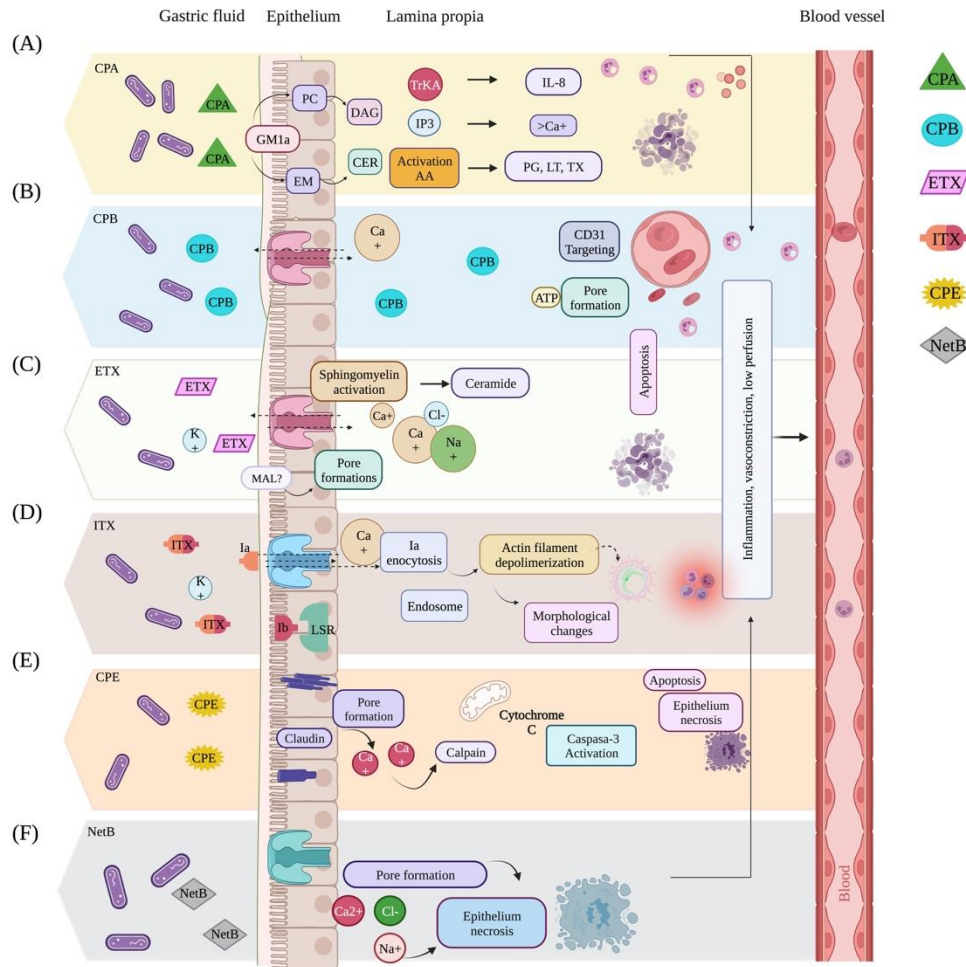 Gastric fluid
Epithelium
Lamina propia
Blood vessel
(A)
CPA
CPA
CPA
GM1a
PC
EM
DAG
CER
TrKA
IP3
Activation
AA
IL-8
>Ca+
PG, LT, TX
(B)
CPB
CPB
CPB
Ca
+
CPB
CPB
CD31
Targeting
ATP
Pore
formation
(C)
ETX
ETX
K
+
ETX
MAL?
Sphingomyelin
activation
Ceramide
Ca+
Cl-
Ca
+
Na
+
Pore
formations
Apoptosis
(D)
ITX
ITX
K
+
ITX
Ia
Ib
LSR
Ca
+
Ia
enocytosis
Endosome
Actin filament
depolimerization
Morphological
changes
(E)
CPE
CPE
CPE
Claudin
Pore
formation
Ca
+
Ca
+
Calpain
Cytochrome
C
Caspasa-3
Activation
Apoptosis
Epithelium
necrosis
(F)
NetB
NetB
NetB
Pore formation
Ca2+
Cl-
Na+
Epithelium
necrosis
Inflammation, vasoconstriction, low perfusion
Blood
CPA
CPB
ETX
ITX
CPE
NetB